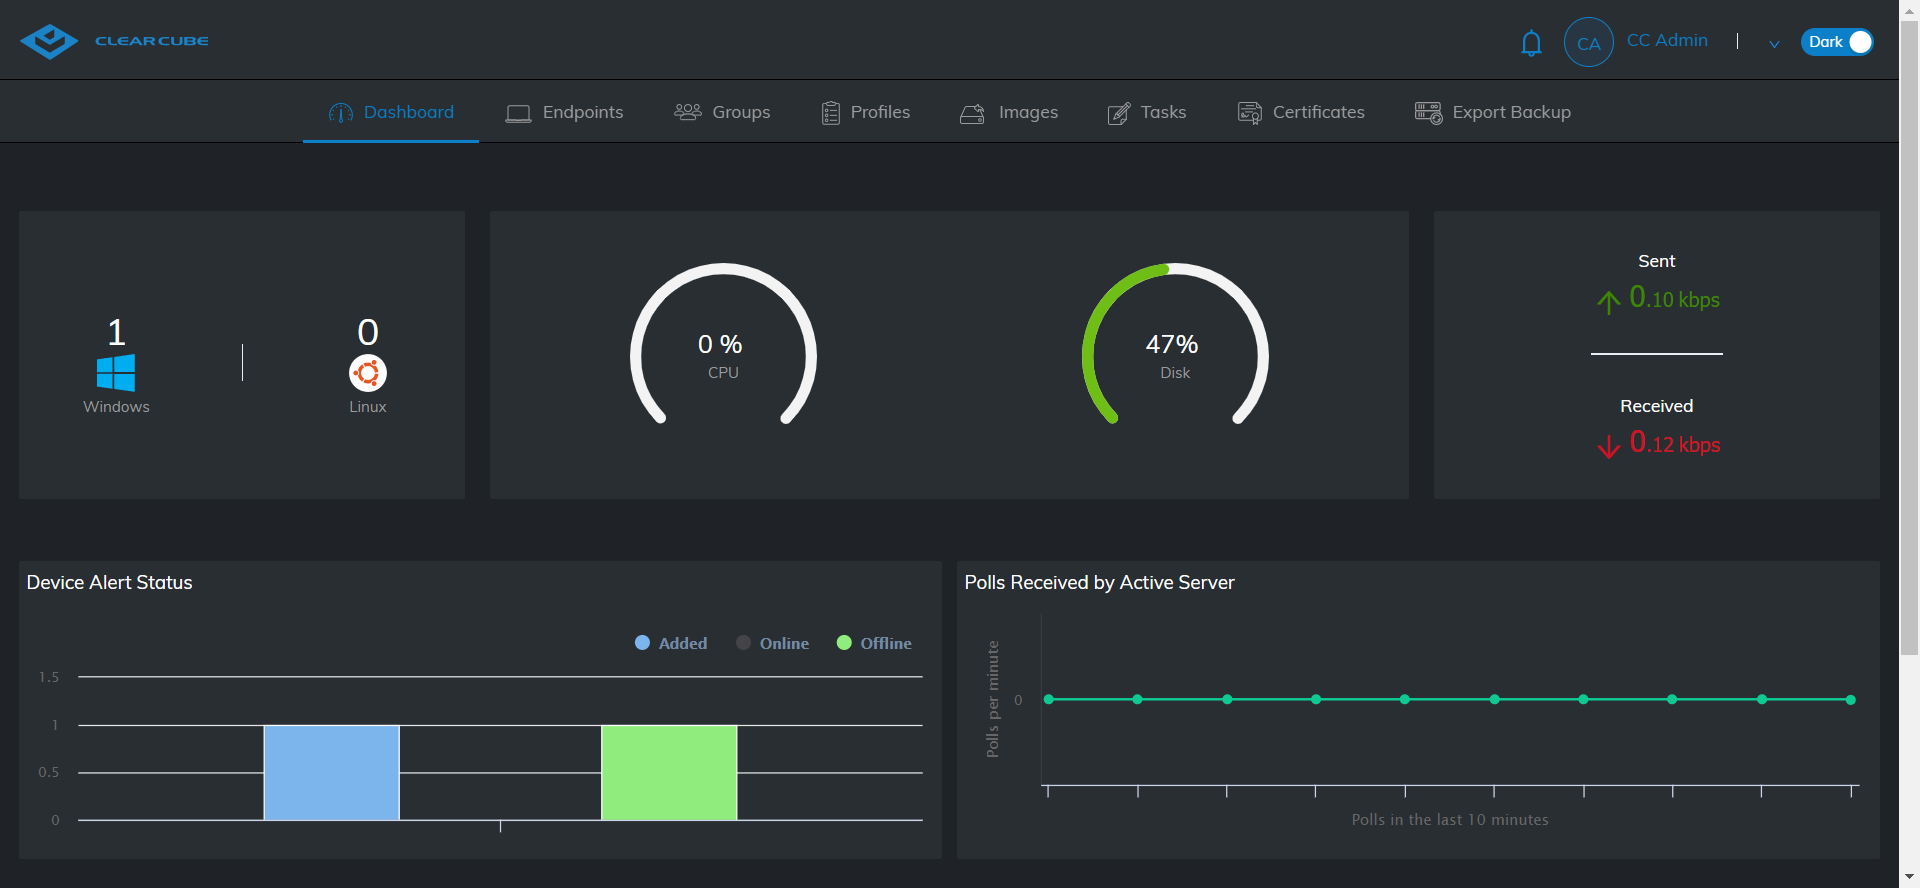 CLEARCUBE
CA
CC Admin
Dark
Dashboard
Endpoints
Groups
Profiles
Images
Tasks
Certificates
Export Backup
1
Windows
0
Linux
0 %
CPU
47%
Disk
Sent
0.10 kbps
Received
0.12 kbps
Device Alert Status
Added
Online
Offline
1.5
1
0.5
0
Polls Received by Active Server
Polls per minute
0
Polls in the last 10 minutes